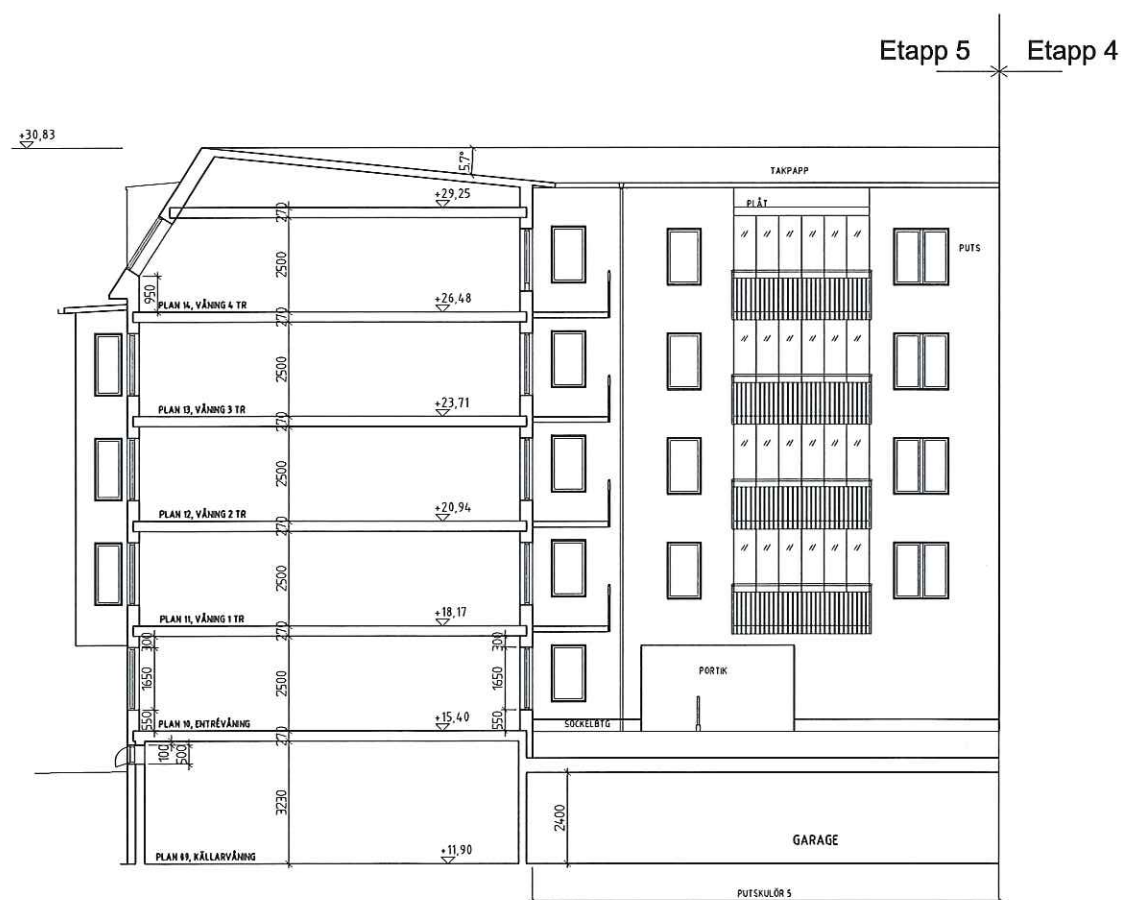 Etapp 5 Etapp 4
+30,83
5.7°
TAKPAPP
+29,25
270
PLÅT
PUTS
2500
950
PLAN 14, VÅNING 4 TR
+26,48
270
2500
PLAN 13, VÅNING 3 TR
+23,71
270
2500
PLAN 12, VÅNING 2 TR
+20,94
270
2500
PLAN 11, VÅNING 1 TR
+18,17
270
300
300
1650
2500
1650
PORTIK
550
PLAN 10, ENTRÉVÅNING
+15,40
550
SOCKELBTG
270
100
500
3230
2400
GARAGE
PLAN 09, KÄLLARVÅNING
+11,90
PUTSKULÖR 5